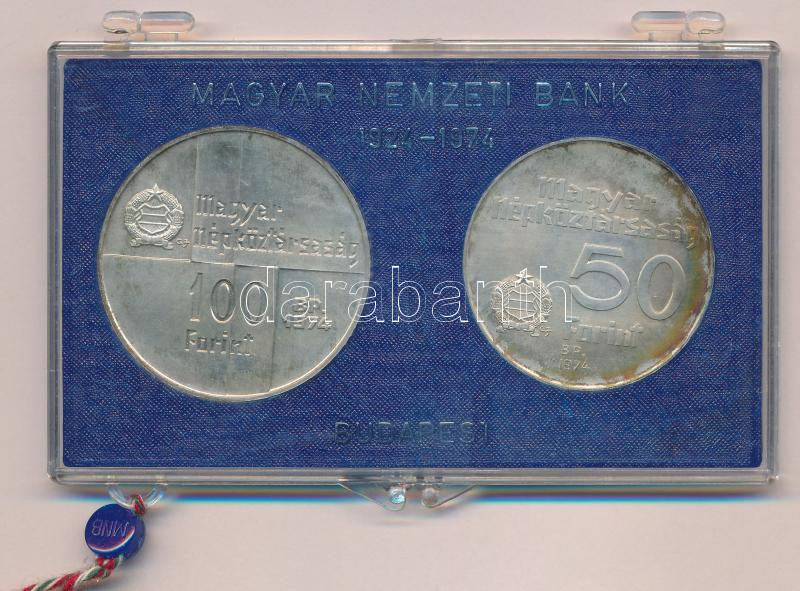 MAGYAR NEMZETI BANK
1924-1974
Magyar
népköztársaság
100
Forint
BP.
1974
Magyar
népköztársaság
50
Forint
BP.
1974
darabanth
BUDAPEST
MNB